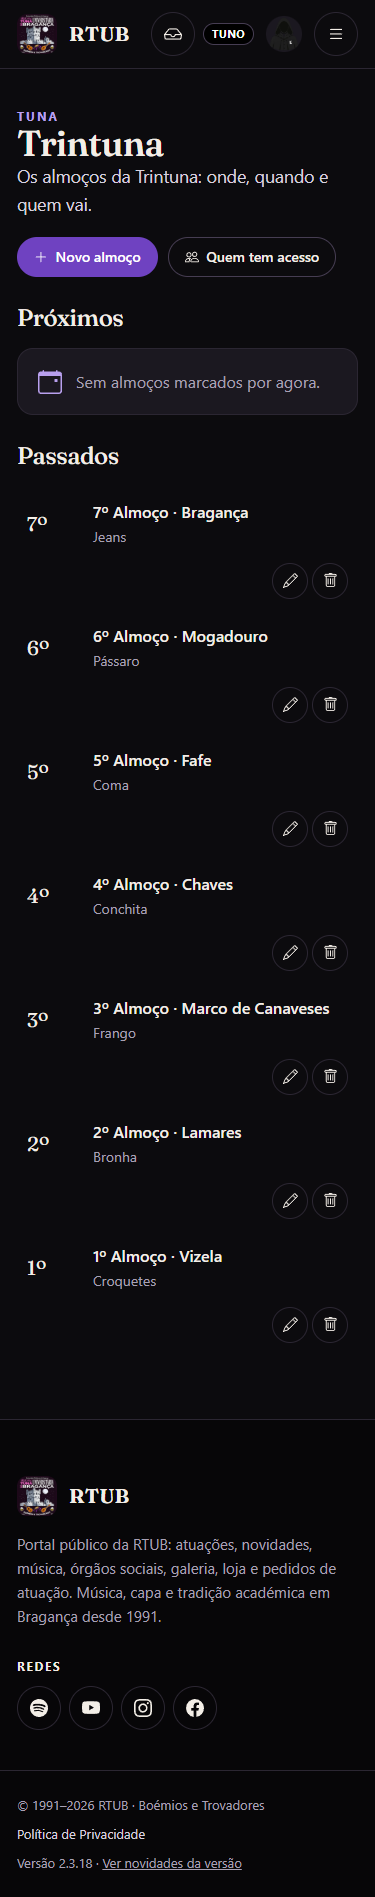 RTUB
TUNO
TUNA
Trintuna
Os almoços da Trintuna: onde, quando e
quem vai.
Novo almoço
Quem tem acesso
Próximos
Sem almoços marcados por agora.
Passados
7º
7º Almoço · Bragança
Jeans
6º
6º Almoço · Mogadouro
Pássaro
5º
5º Almoço · Fafe
Coma
4º
4º Almoço · Chaves
Conchita
3º
3º Almoço · Marco de Canaveses
Frango
2º
2º Almoço · Lamares
Bronha
1º
1º Almoço · Vizela
Croquetes
RTUB
Portal público da RTUB: atuações, novidades,
música, órgãos sociais, galeria, loja e pedidos de
atuação. Música, capa e tradição académica em
Bragança desde 1991.
REDES
© 1991–2026 RTUB · Boémios e Trovadores
Política de Privacidade
Versão 2.3.18 · Ver novidades da versão